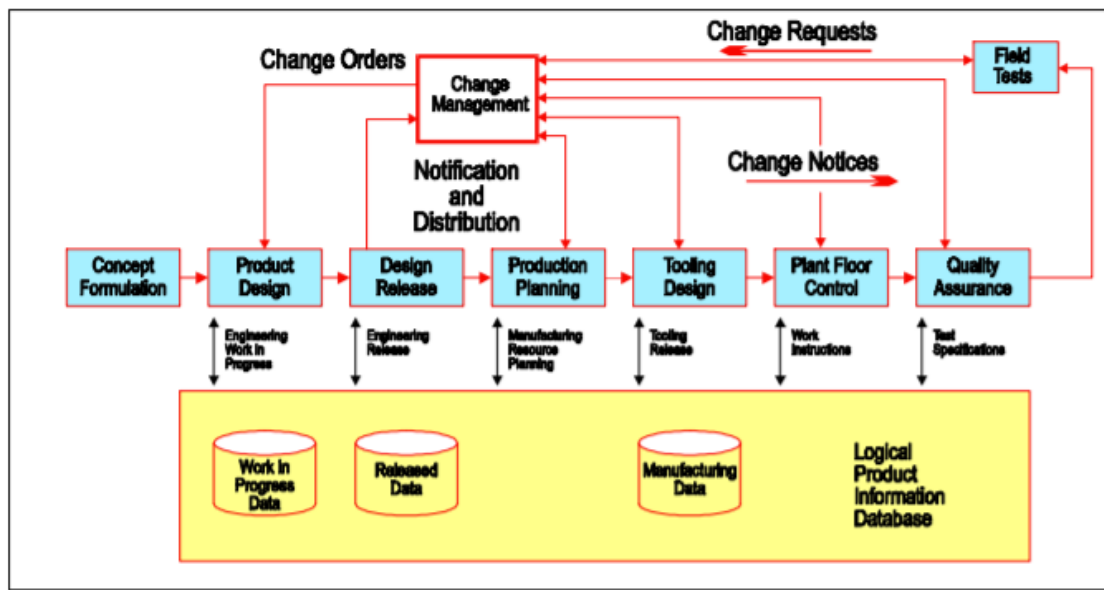 Change Requests
Field
Tests
Change Orders
Change
Management
Notification
and
Distribution
Change Notices
Concept
Formulation
Product
Design
Design
Release
Production
Planning
Tooling
Design
Plant Floor
Control
Quality
Assurance
Engineering
Work in
Progress
Engineering
Release
Manufacturing
Resource
Planning
Tooling
Release
Work
Instructions
Test
Specifications
Work in
Progress
Data
Released
Data
Manufacturing
Data
Logical
Product
Information
Database